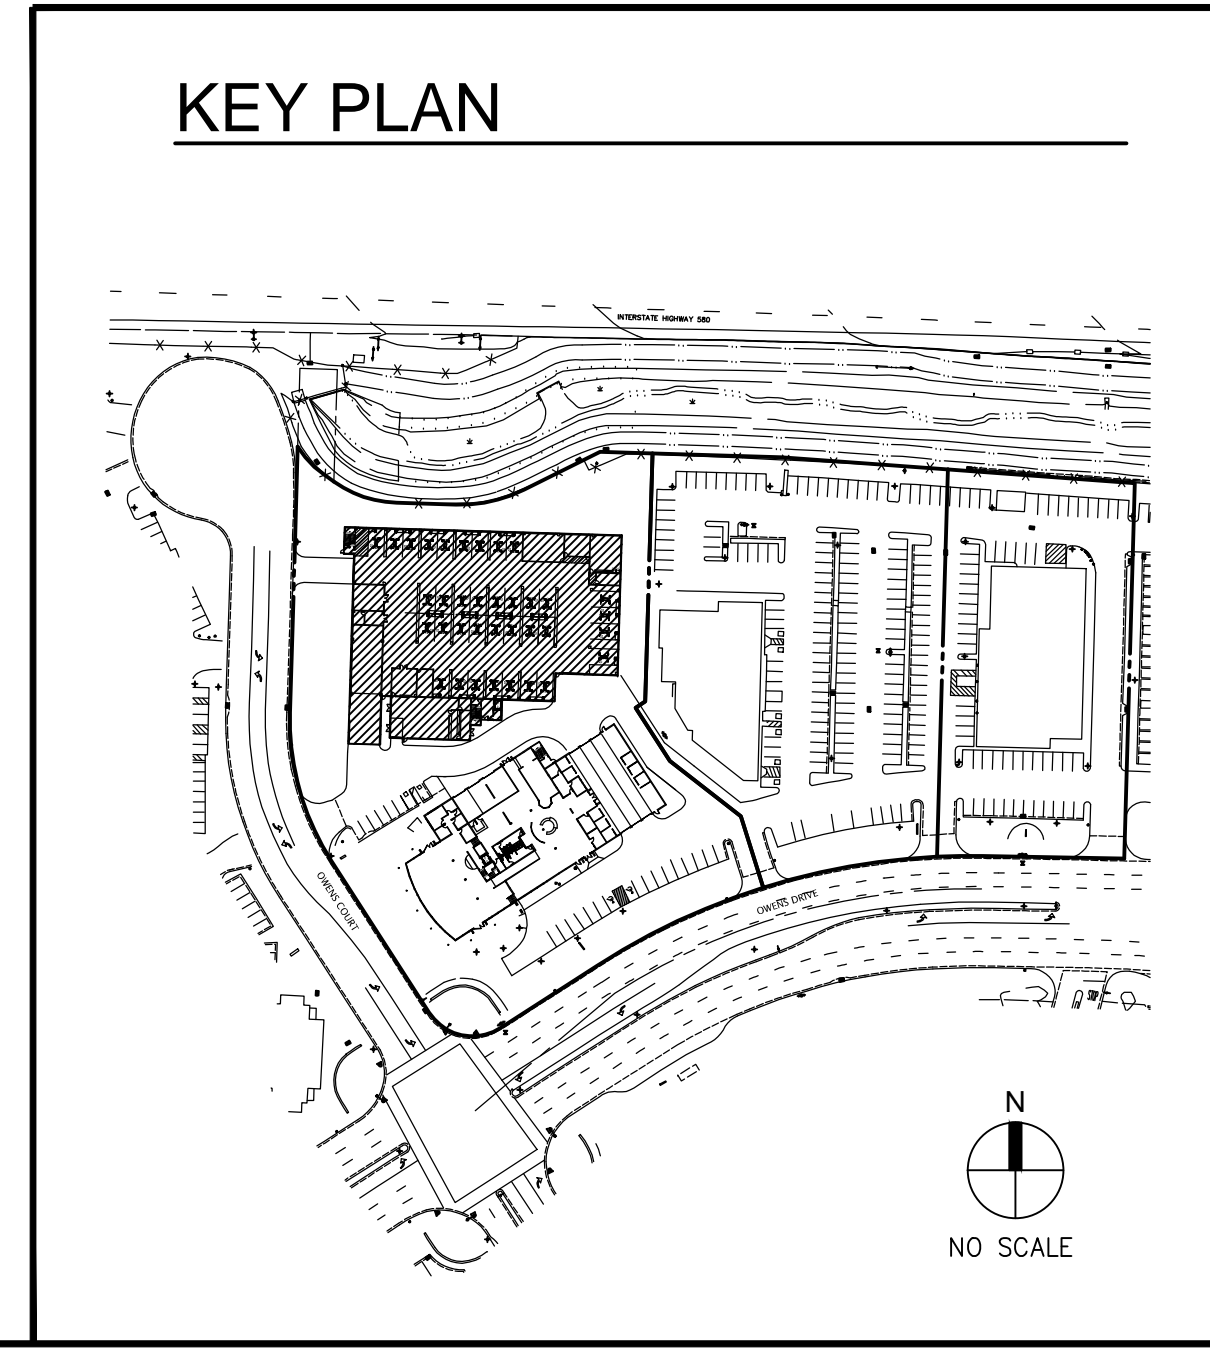 KEY PLAN
INTERSTATE HIGHWAY 580
OWENS COURT
OWENS DRIVE
N
NO SCALE